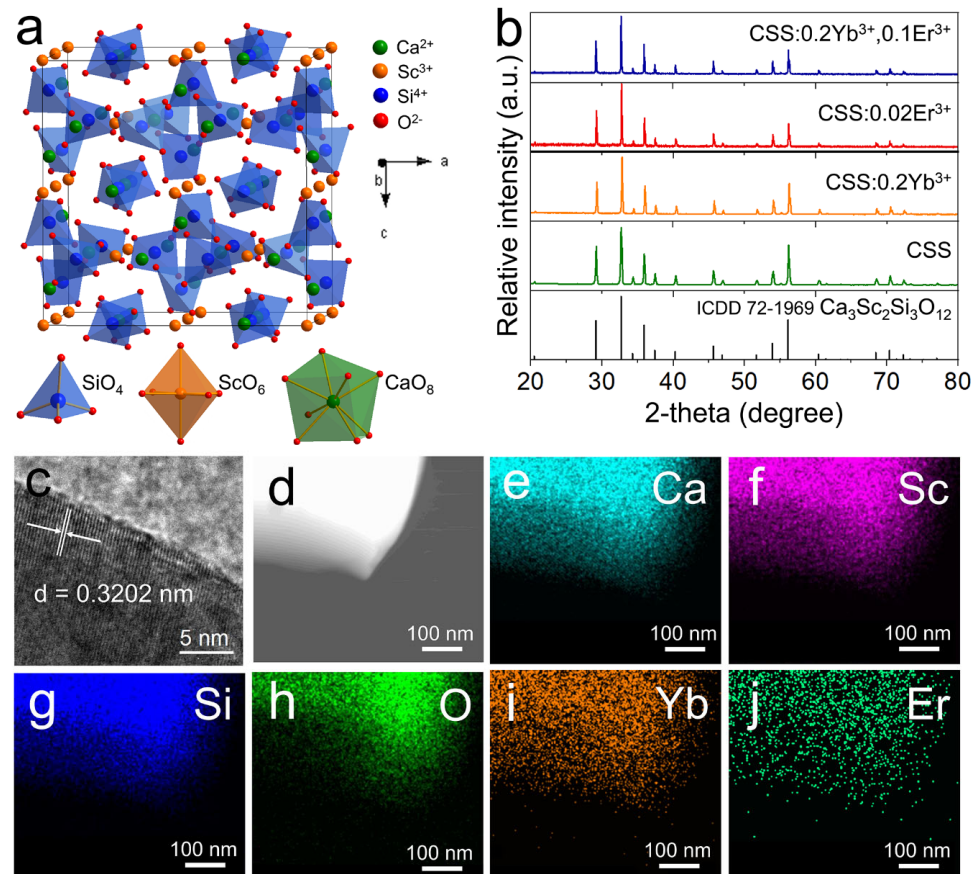 a
Ca²⁺
Sc³⁺
Si⁴⁺
O²⁻
a
b
c
SiO₄
ScO₆
CaO₈
b
Relative intensity (a.u.)
CSS:0.2Yb³⁺,0.1Er³⁺
CSS:0.02Er³⁺
CSS:0.2Yb³⁺
CSS
ICDD 72-1969 Ca₃Sc₂Si₃O₁₂
20 30 40 50 60 70 80
2-theta (degree)
c
d = 0.3202 nm
5 nm
d
100 nm
e
Ca
100 nm
f
Sc
100 nm
g
Si
100 nm
h
O
100 nm
i
Yb
100 nm
j
Er
100 nm